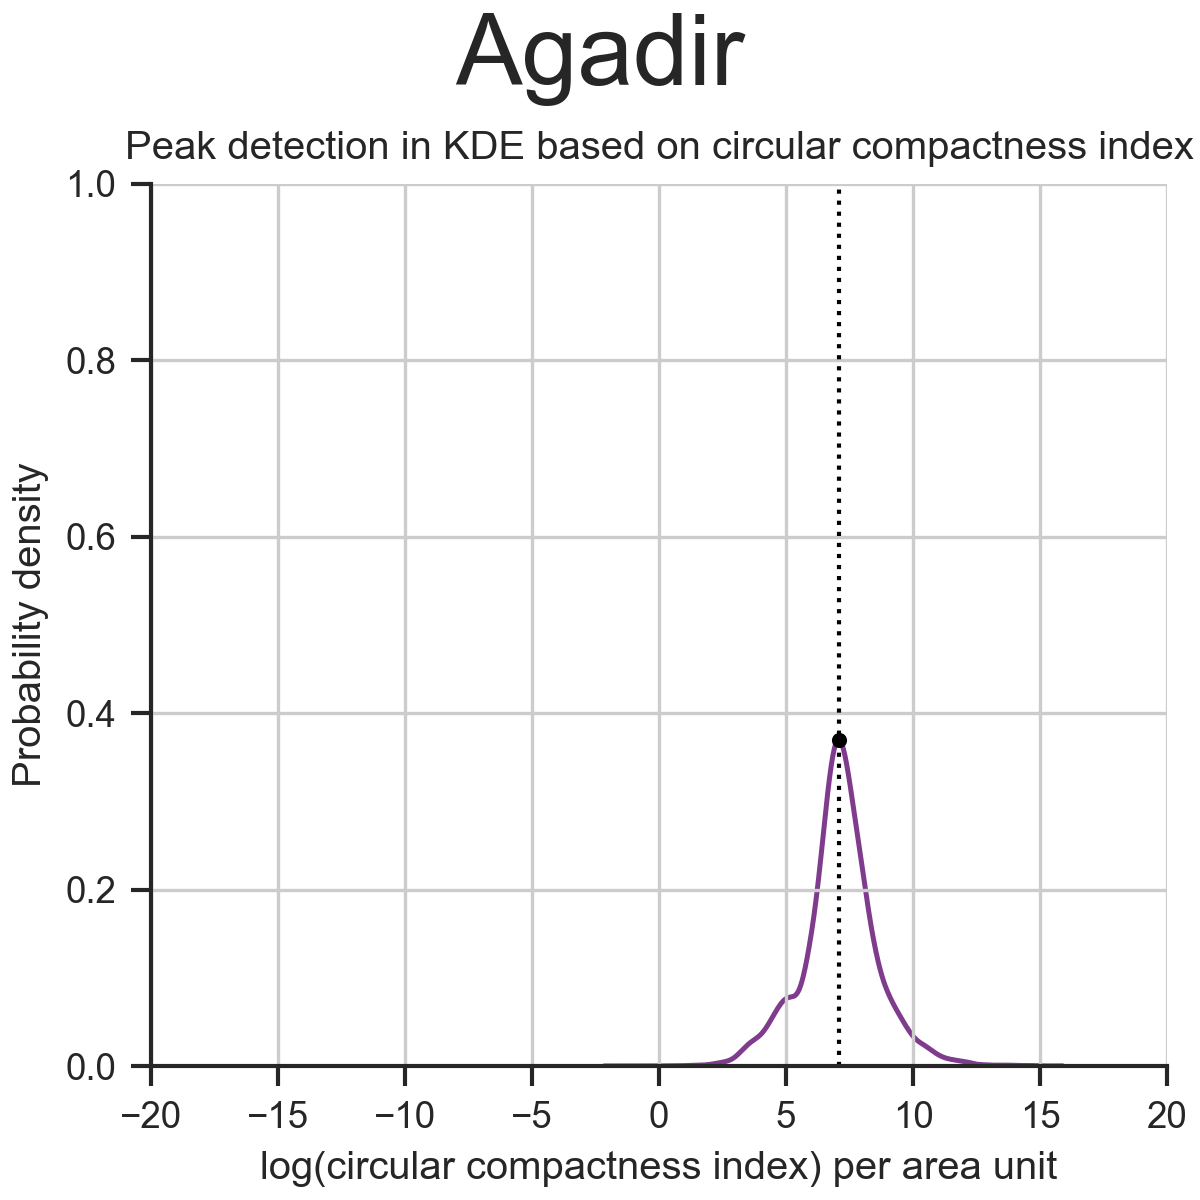 Agadir
Peak detection in KDE based on circular compactness index
1.0
0.8
0.6
0.4
0.2
0.0
Probability density
−20 −15 −10 −5 0 5 10 15 20
log(circular compactness index) per area unit